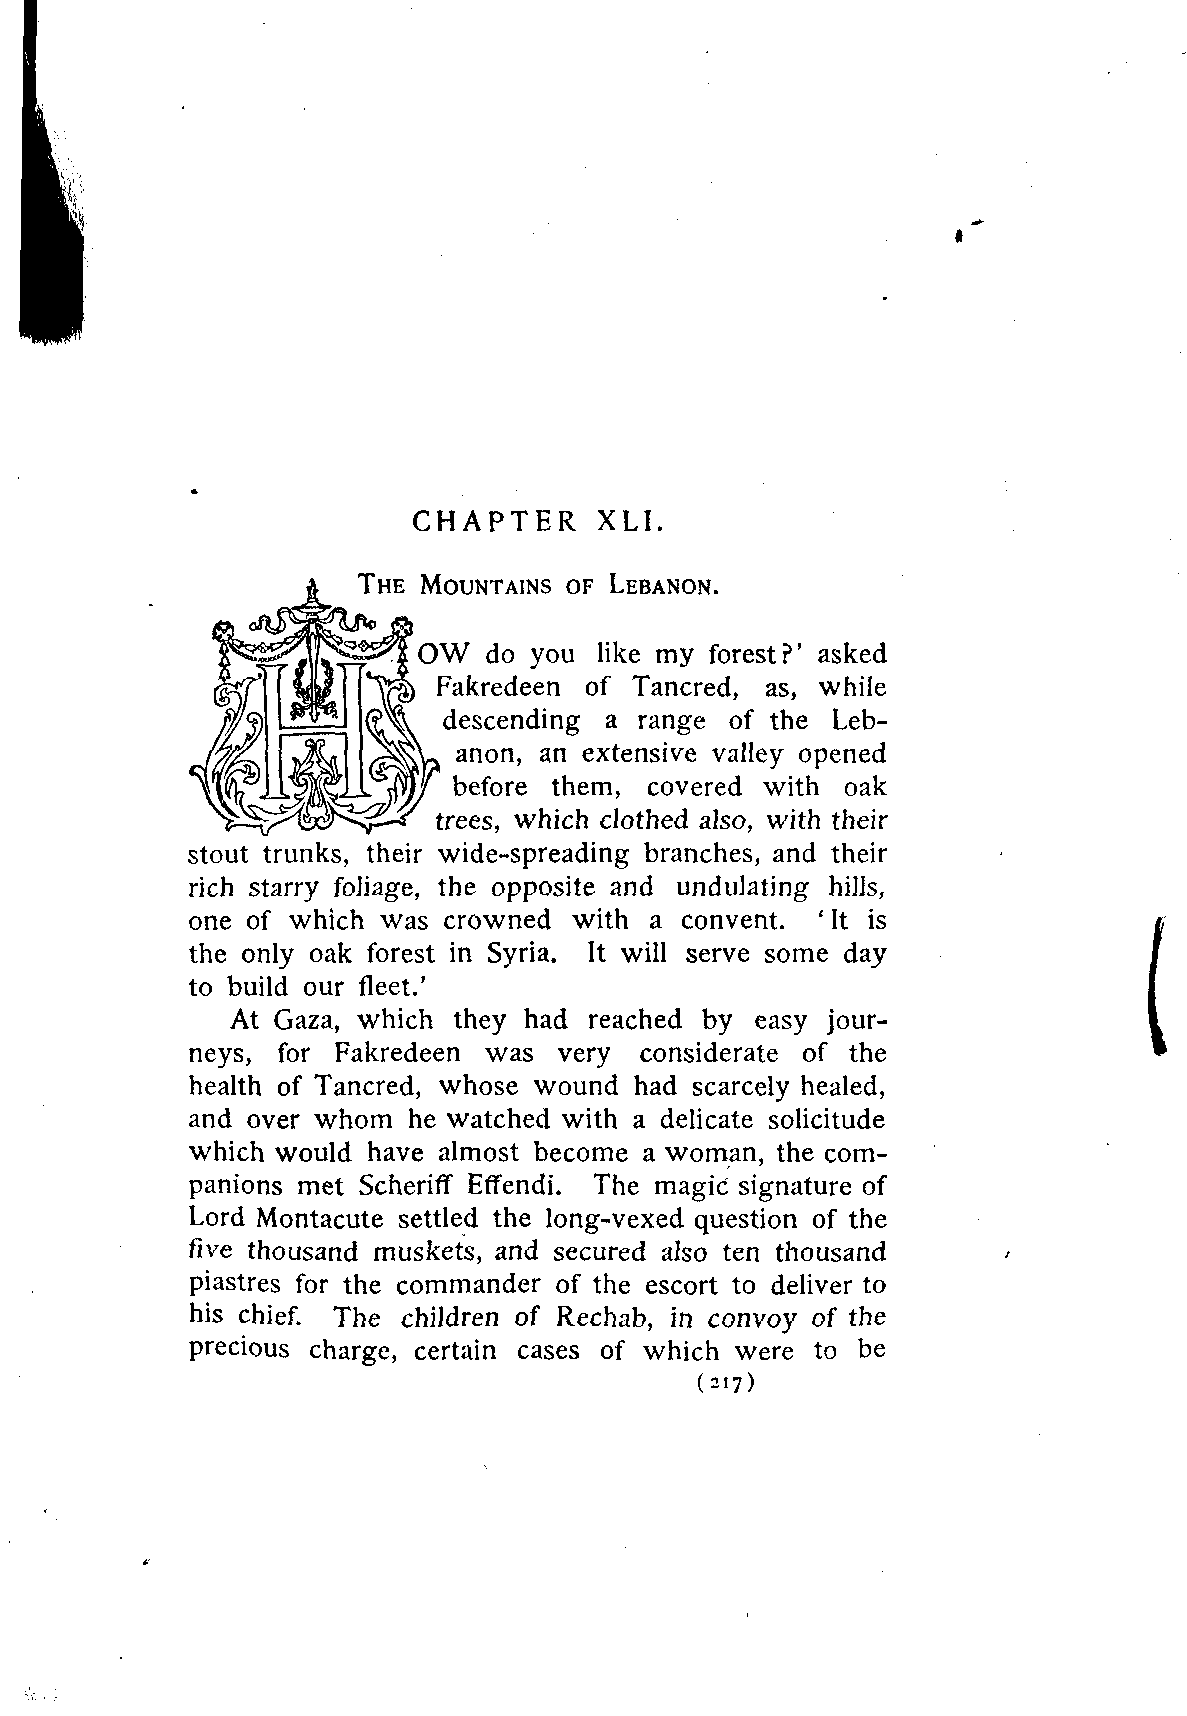 CHAPTER XLI.
THE MOUNTAINS OF LEBANON.
HOW do you like my forest?' asked
Fakredeen of Tancred, as, while
descending a range of the Leb-
anon, an extensive valley opened
before them, covered with oak
trees, which clothed also, with their
stout trunks, their wide-spreading branches, and their
rich starry foliage, the opposite and undulating hills,
one of which was crowned with a convent. 'It is
the only oak forest in Syria. It will serve some day
to build our fleet.'
At Gaza, which they had reached by easy jour-
neys, for Fakredeen was very considerate of the
health of Tancred, whose wound had scarcely healed,
and over whom he watched with a delicate solicitude
which would have almost become a woman, the com-
panions met Scheriff Effendi. The magic signature of
Lord Montacute settled the long-vexed question of the
five thousand muskets, and secured also ten thousand
piastres for the commander of the escort to deliver to
his chief. The children of Rechab, in convoy of the
precious charge, certain cases of which were to be
(217)